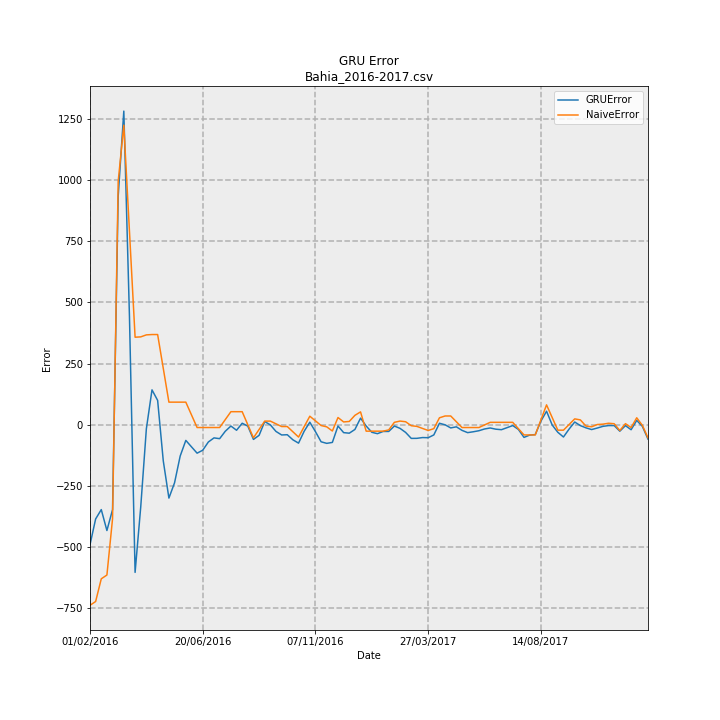 GRU Error
Bahia_2016-2017.csv
GRUError
NaiveError
1250
1000
750
500
250
0
−250
−500
−750
Error
01/02/2016
20/06/2016
07/11/2016
27/03/2017
14/08/2017
Date